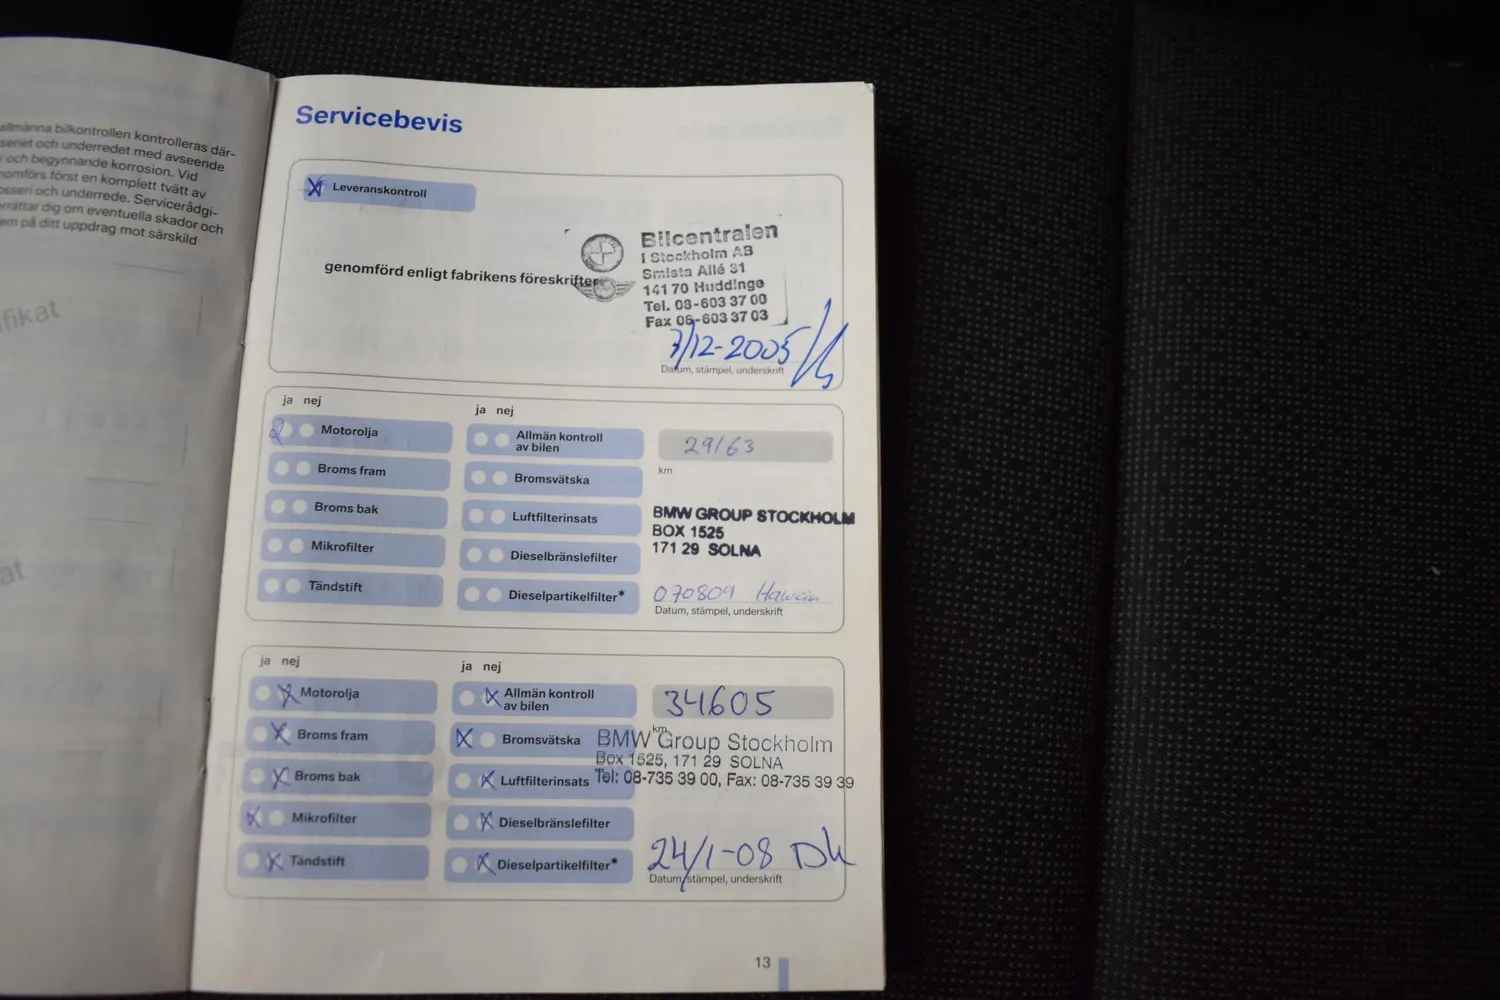 allmänna bilkontrollen kontrolleras där-
seriet och underredet med avseende
och begynnande korrosion. Vid
nomförs först en komplett tvätt av
osseri och underrede. Servicerådgi-
errättar dig om eventuella skador och
em på ditt uppdrag mot särskild
fikat
at
Servicebevis
Leveranskontroll
genomförd enligt fabrikens föreskrifter
Bilcentralen
i Stockholm AB
Smista Allé 31
141 70 Huddinge
Tel. 08-603 37 00
Fax 08-603 37 03
7/12-2005
Datum, stämpel, underskrift
ja nej
Motorolja
Broms fram
Broms bak
Mikrofilter
Tändstift
ja nej
Allmän kontroll
av bilen
Bromsvätska
Luftfilterinsats
Dieselbränslefilter
Dieselpartikelfilter*
29163
km
BMW GROUP STOCKHOLM
BOX 1525
171 29 SOLNA
070809
Datum, stämpel, underskrift
ja nej
Motorolja
Broms fram
Broms bak
Mikrofilter
Tändstift
ja nej
Allmän kontroll
av bilen
Bromsvätska
Luftfilterinsats
Dieselbränslefilter
Dieselpartikelfilter*
34605
km
BMW Group Stockholm
Box 1525, 171 29 SOLNA
Tel: 08-735 39 00, Fax: 08-735 39 39
24/1-08
Datum, stämpel, underskrift
13